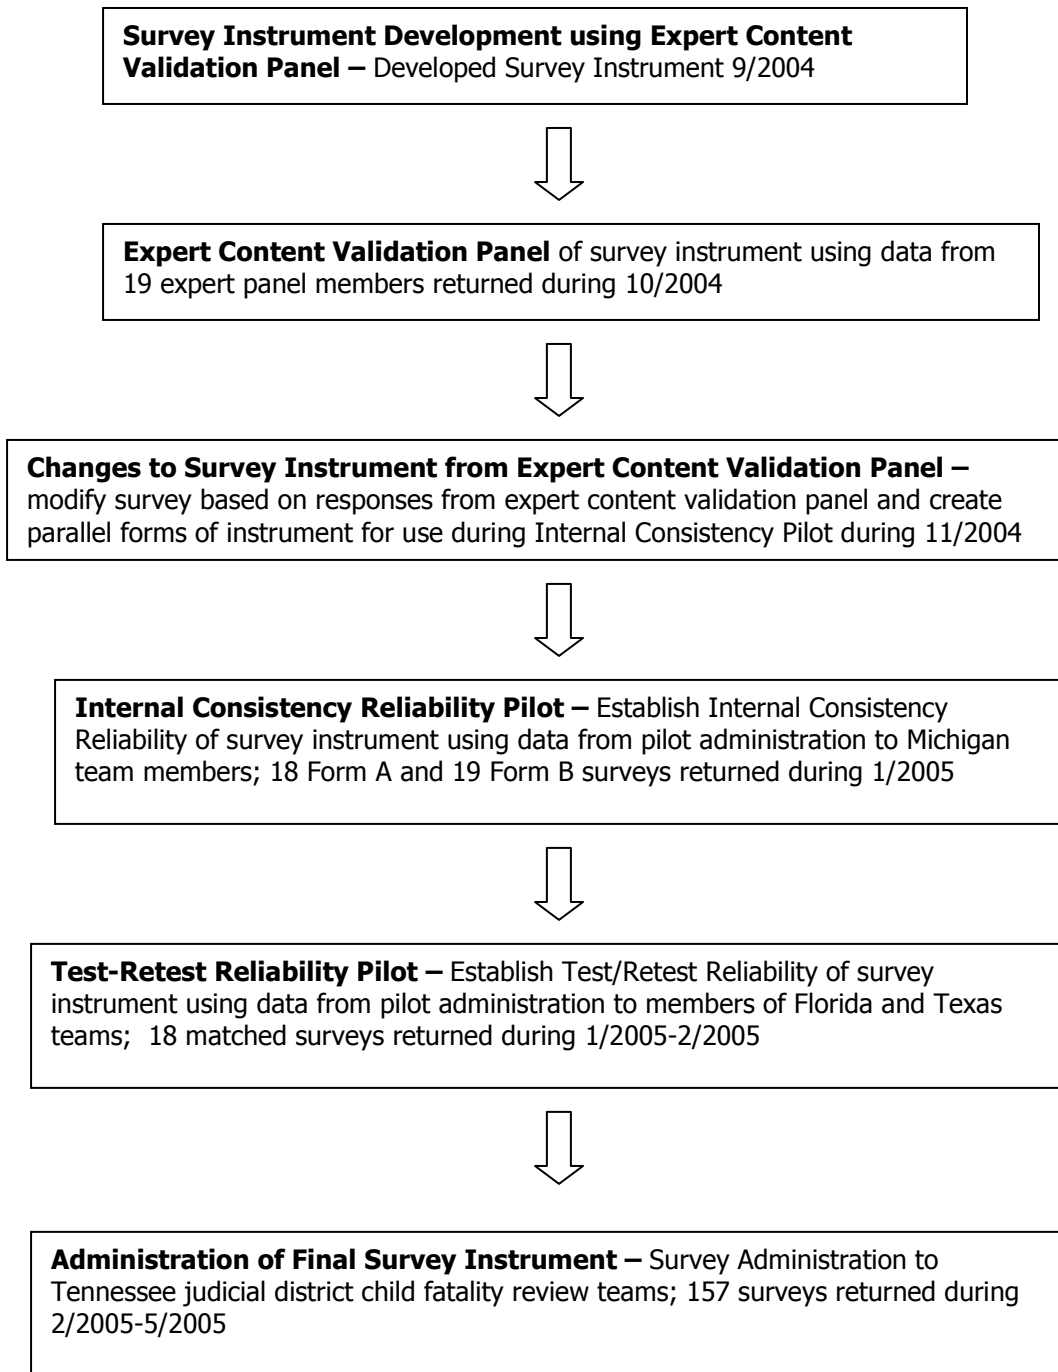 Survey Instrument Development using Expert Content
Validation Panel – Developed Survey Instrument 9/2004
Expert Content Validation Panel of survey instrument using data from
19 expert panel members returned during 10/2004
Changes to Survey Instrument from Expert Content Validation Panel –
modify survey based on responses from expert content validation panel and create
parallel forms of instrument for use during Internal Consistency Pilot during 11/2004
Internal Consistency Reliability Pilot – Establish Internal Consistency
Reliability of survey instrument using data from pilot administration to Michigan
team members; 18 Form A and 19 Form B surveys returned during 1/2005
Test-Retest Reliability Pilot – Establish Test/Retest Reliability of survey
instrument using data from pilot administration to members of Florida and Texas
teams;  18 matched surveys returned during 1/2005-2/2005
Administration of Final Survey Instrument – Survey Administration to
Tennessee judicial district child fatality review teams; 157 surveys returned during
2/2005-5/2005